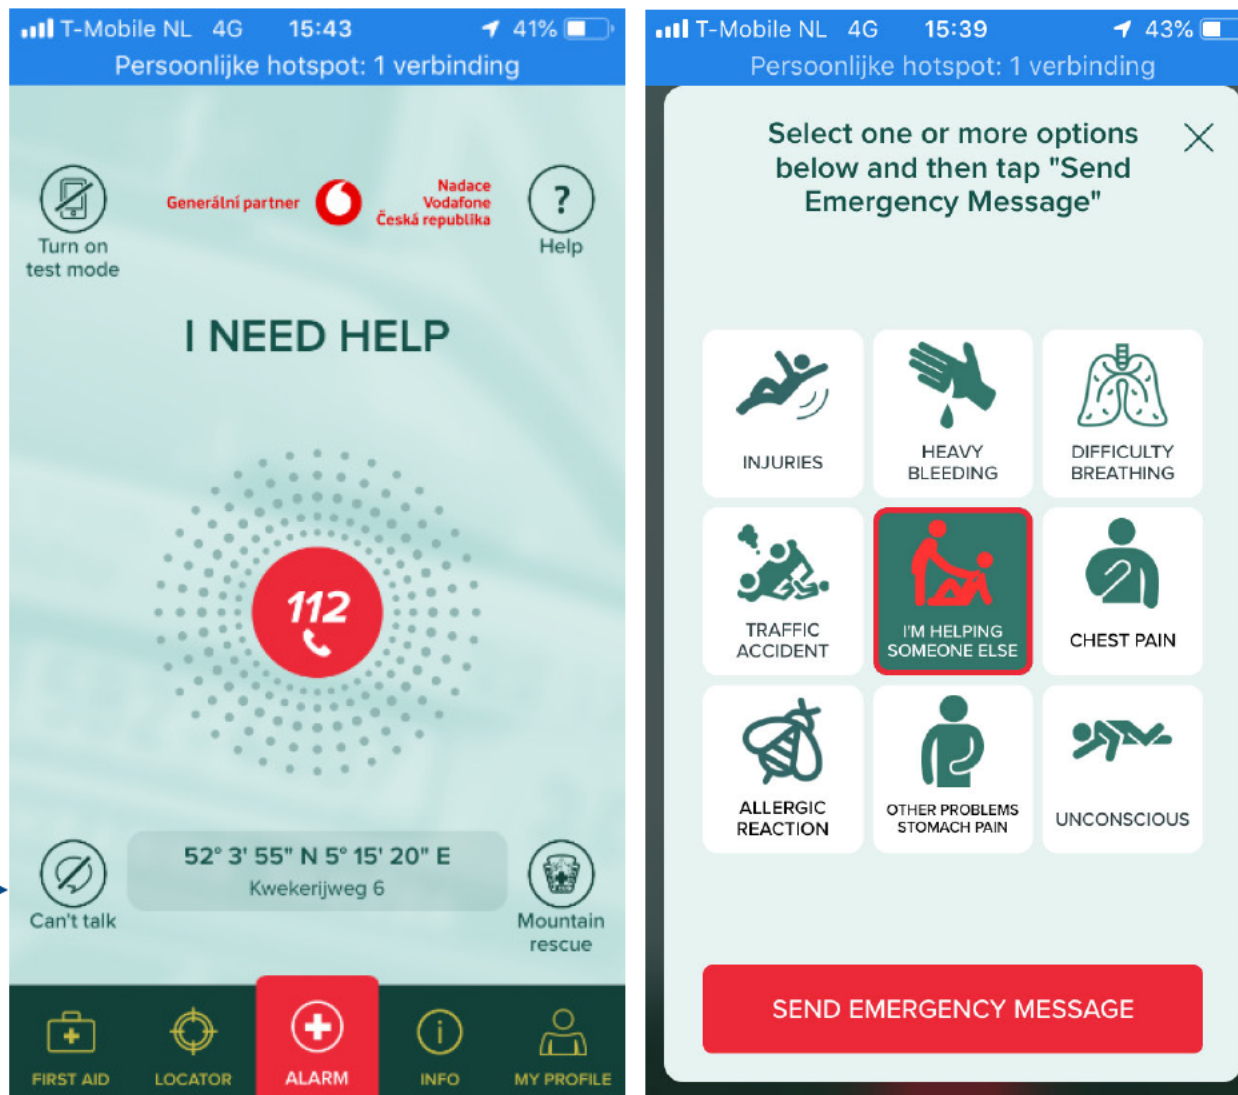 T-Mobile NL 4G 15:43 41%
Persoonlijke hotspot: 1 verbinding
Turn on
test mode
Generální partner
Nadace
Vodafone
Česká republika
?
Help
I NEED HELP
112
52° 3' 55" N 5° 15' 20" E
Kwekerijweg 6
Can't talk
Mountain
rescue
FIRST AID
LOCATOR
ALARM
INFO
MY PROFILE
T-Mobile NL 4G 15:39 43%
Persoonlijke hotspot: 1 verbinding
Select one or more options
below and then tap "Send
Emergency Message"
INJURIES
HEAVY
BLEEDING
DIFFICULTY
BREATHING
TRAFFIC
ACCIDENT
I'M HELPING
SOMEONE ELSE
CHEST PAIN
ALLERGIC
REACTION
OTHER PROBLEMS
STOMACH PAIN
UNCONSCIOUS
SEND EMERGENCY MESSAGE